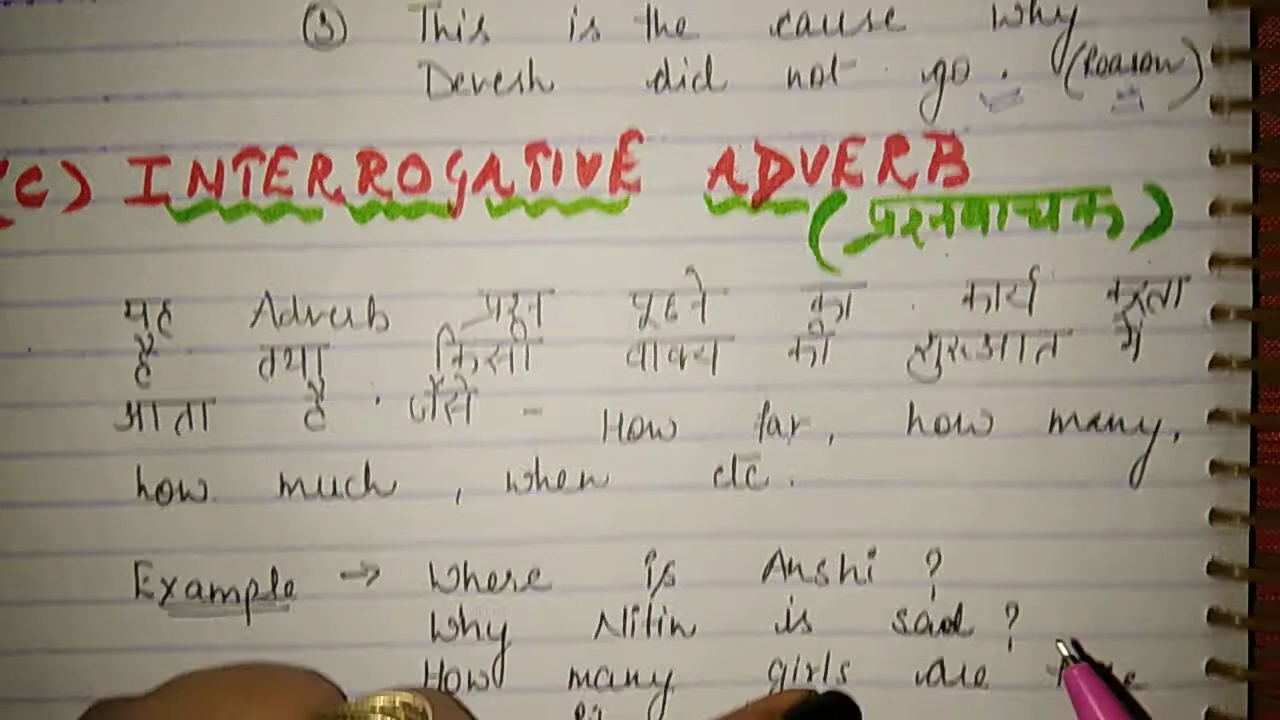 (3) This is the cause why
Devesh did not go. (Reason)
(C) INTERROGATIVE ADVERB
(प्रश्नवाचक)
यह Adverb प्रश्न पूछने का कार्य करता
है तथा किसी वाक्य की शुरुआत में
आता है. जैसे - How far, how many,
how much, when etc.
Example → Where is Anshi?
Why Nitin is sad?
How many girls are